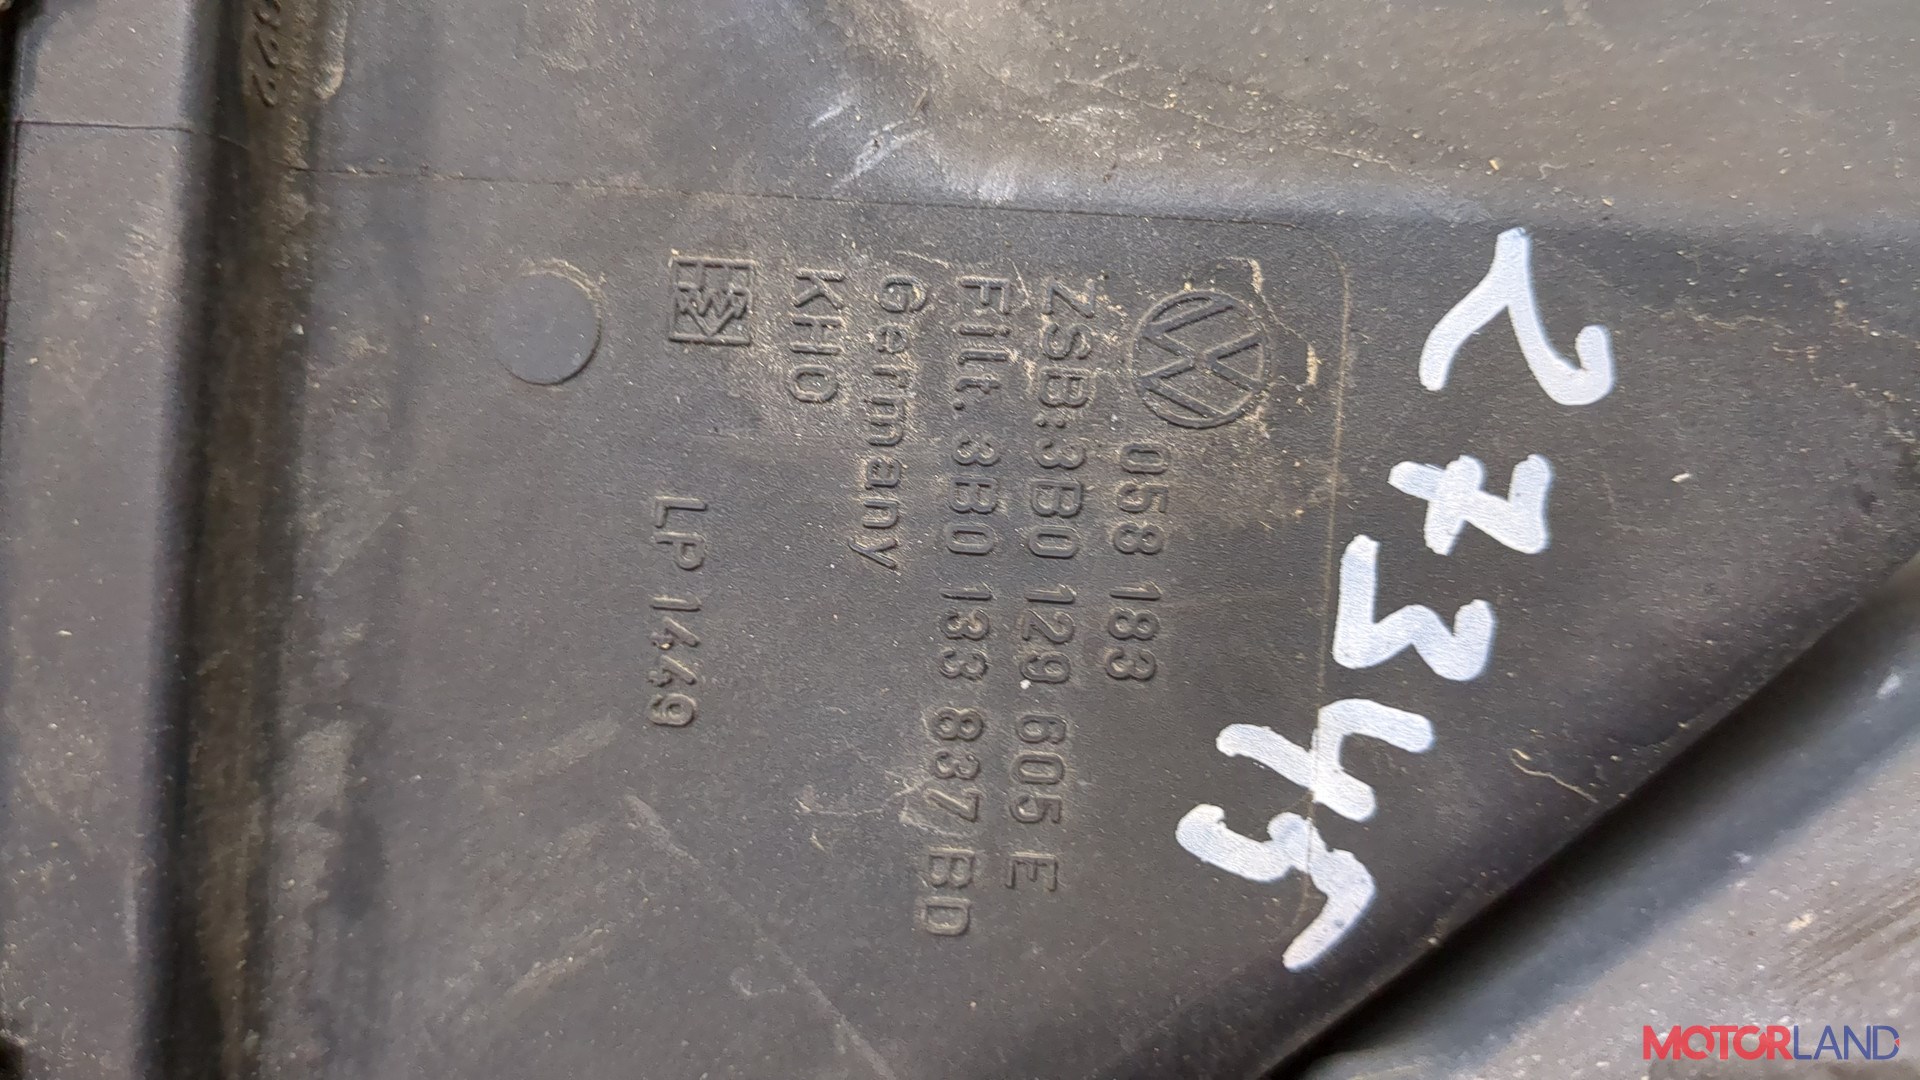 27345
058 183
ZSB:3B0 129 605 E
Filt. 3B0 133 837 BD
Germany
KHO
LP 1449
MOTORLAND